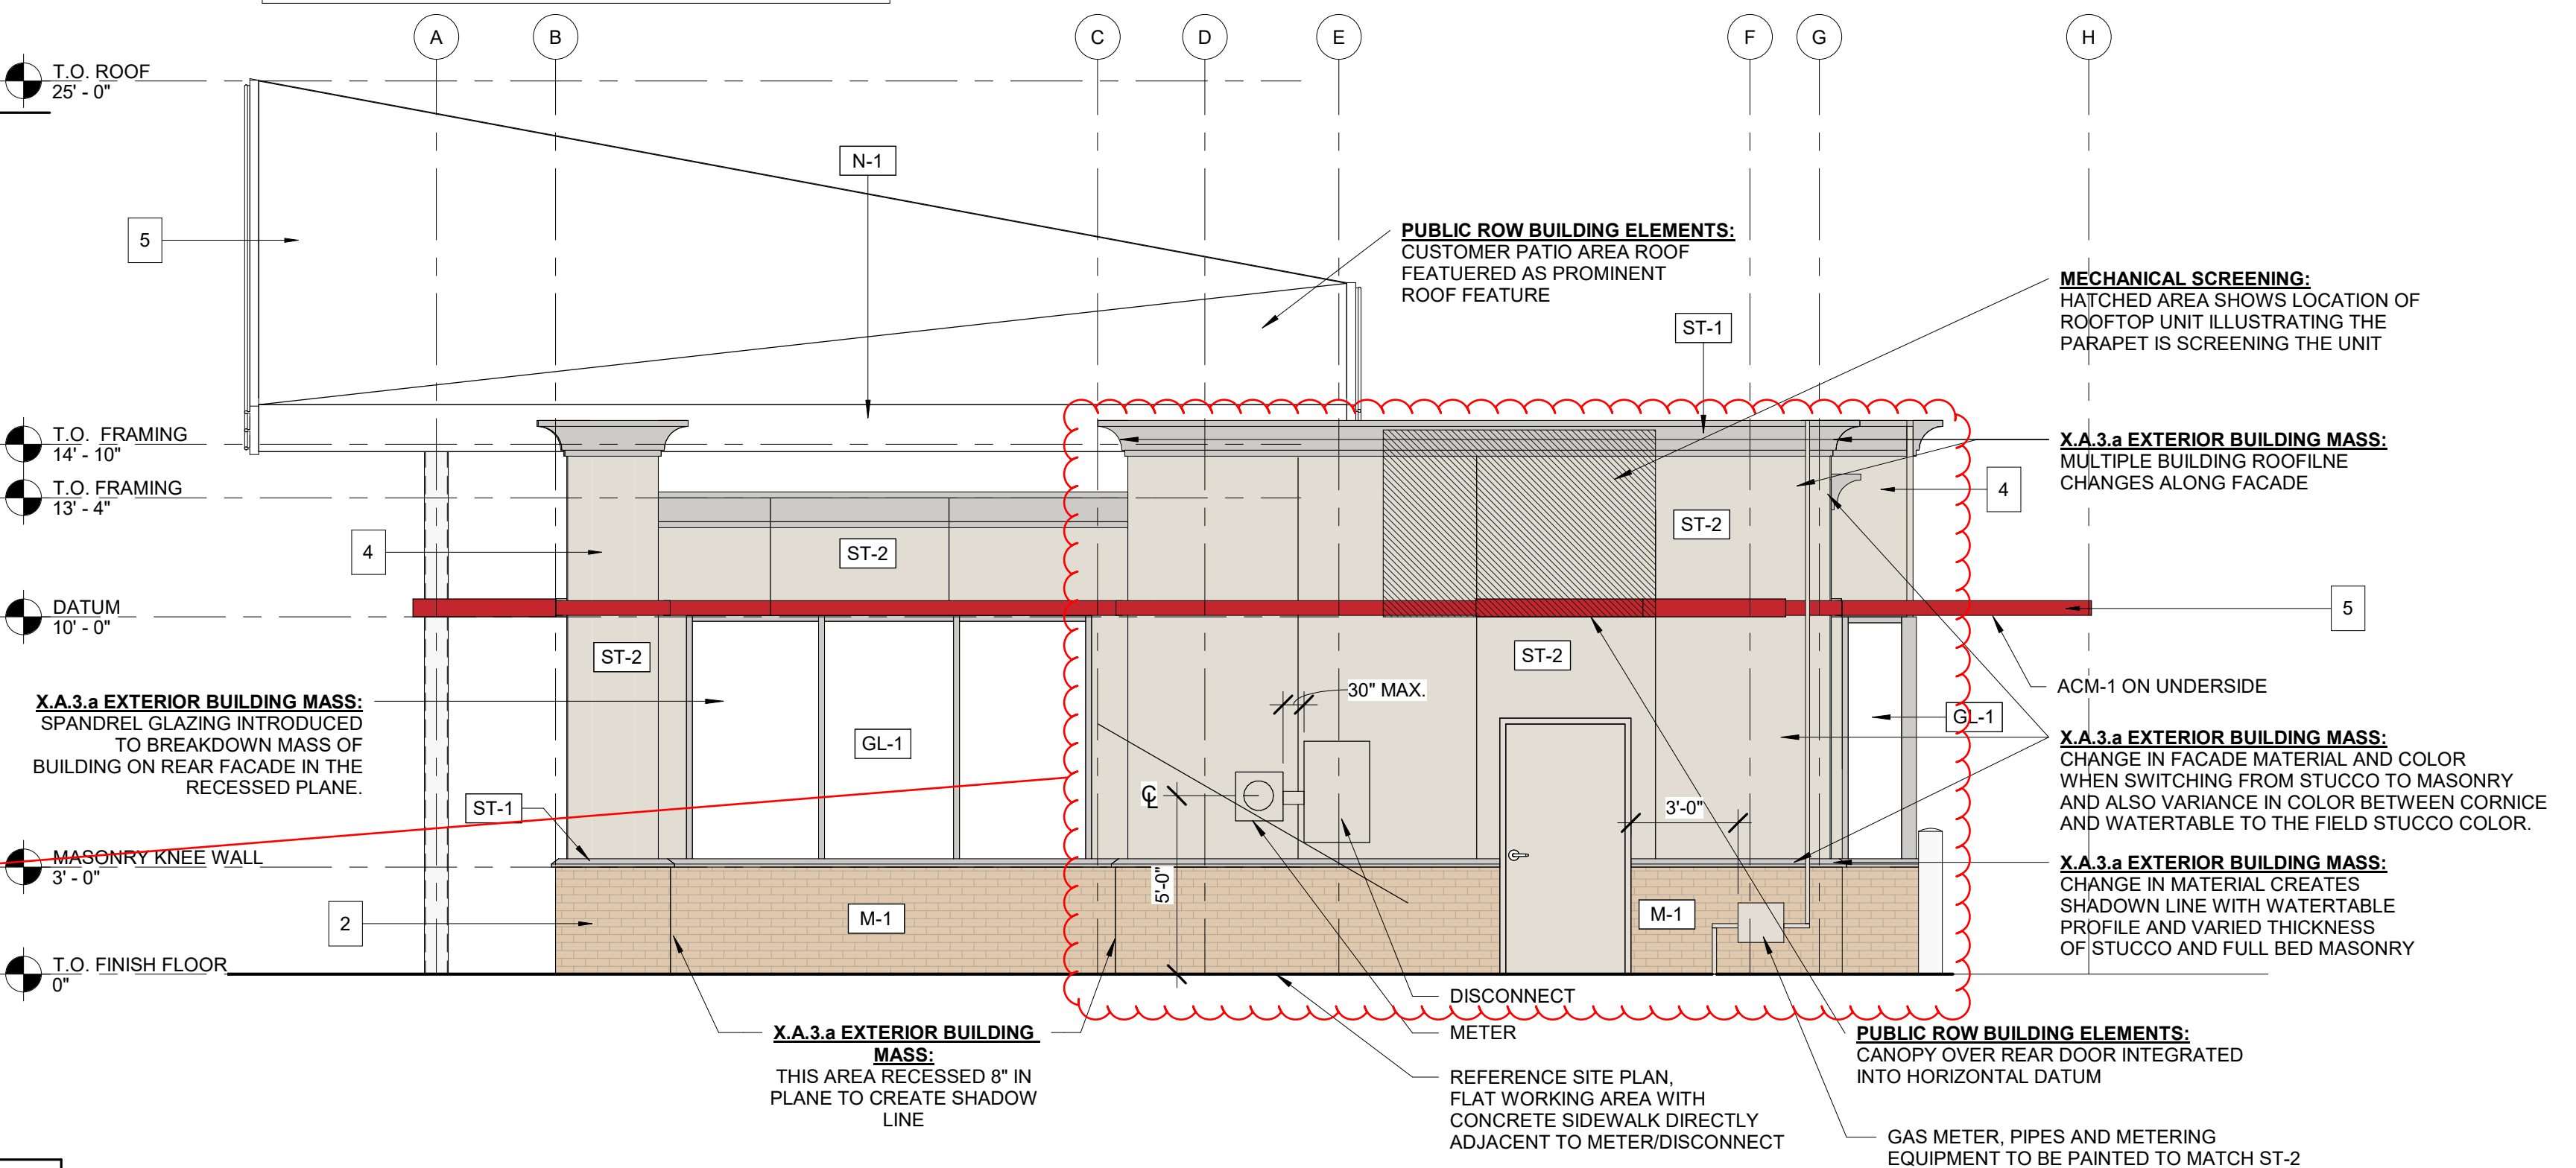 A
B
C
D
E
F
G
H
T.O. ROOF
25' - 0"
N-1
5
PUBLIC ROW BUILDING ELEMENTS:
CUSTOMER PATIO AREA ROOF
FEATUERED AS PROMINENT
ROOF FEATURE
MECHANICAL SCREENING:
HATCHED AREA SHOWS LOCATION OF
ROOFTOP UNIT ILLUSTRATING THE
PARAPET IS SCREENING THE UNIT
ST-1
T.O. FRAMING
14' - 10"
X.A.3.a EXTERIOR BUILDING MASS:
MULTIPLE BUILDING ROOFILNE
CHANGES ALONG FACADE
T.O. FRAMING
13' - 4"
4
ST-2
4
ST-2
DATUM
10' - 0"
5
ST-2
ST-2
ACM-1 ON UNDERSIDE
30" MAX.
X.A.3.a EXTERIOR BUILDING MASS:
SPANDREL GLAZING INTRODUCED
TO BREAKDOWN MASS OF
BUILDING ON REAR FACADE IN THE
RECESSED PLANE.
GL-1
GL-1
X.A.3.a EXTERIOR BUILDING MASS:
CHANGE IN FACADE MATERIAL AND COLOR
WHEN SWITCHING FROM STUCCO TO MASONRY
AND ALSO VARIANCE IN COLOR BETWEEN CORNICE
AND WATERTABLE TO THE FIELD STUCCO COLOR.
ST-1
CL
3'-0"
MASONRY KNEE WALL
3' - 0"
5'-0"
X.A.3.a EXTERIOR BUILDING MASS:
CHANGE IN MATERIAL CREATES
SHADOWN LINE WITH WATERTABLE
PROFILE AND VARIED THICKNESS
OF STUCCO AND FULL BED MASONRY
2
M-1
M-1
T.O. FINISH FLOOR
0"
DISCONNECT
METER
X.A.3.a EXTERIOR BUILDING
MASS:
THIS AREA RECESSED 8" IN
PLANE TO CREATE SHADOW
LINE
PUBLIC ROW BUILDING ELEMENTS:
CANOPY OVER REAR DOOR INTEGRATED
INTO HORIZONTAL DATUM
REFERENCE SITE PLAN,
FLAT WORKING AREA WITH
CONCRETE SIDEWALK DIRECTLY
ADJACENT TO METER/DISCONNECT
GAS METER, PIPES AND METERING
EQUIPMENT TO BE PAINTED TO MATCH ST-2